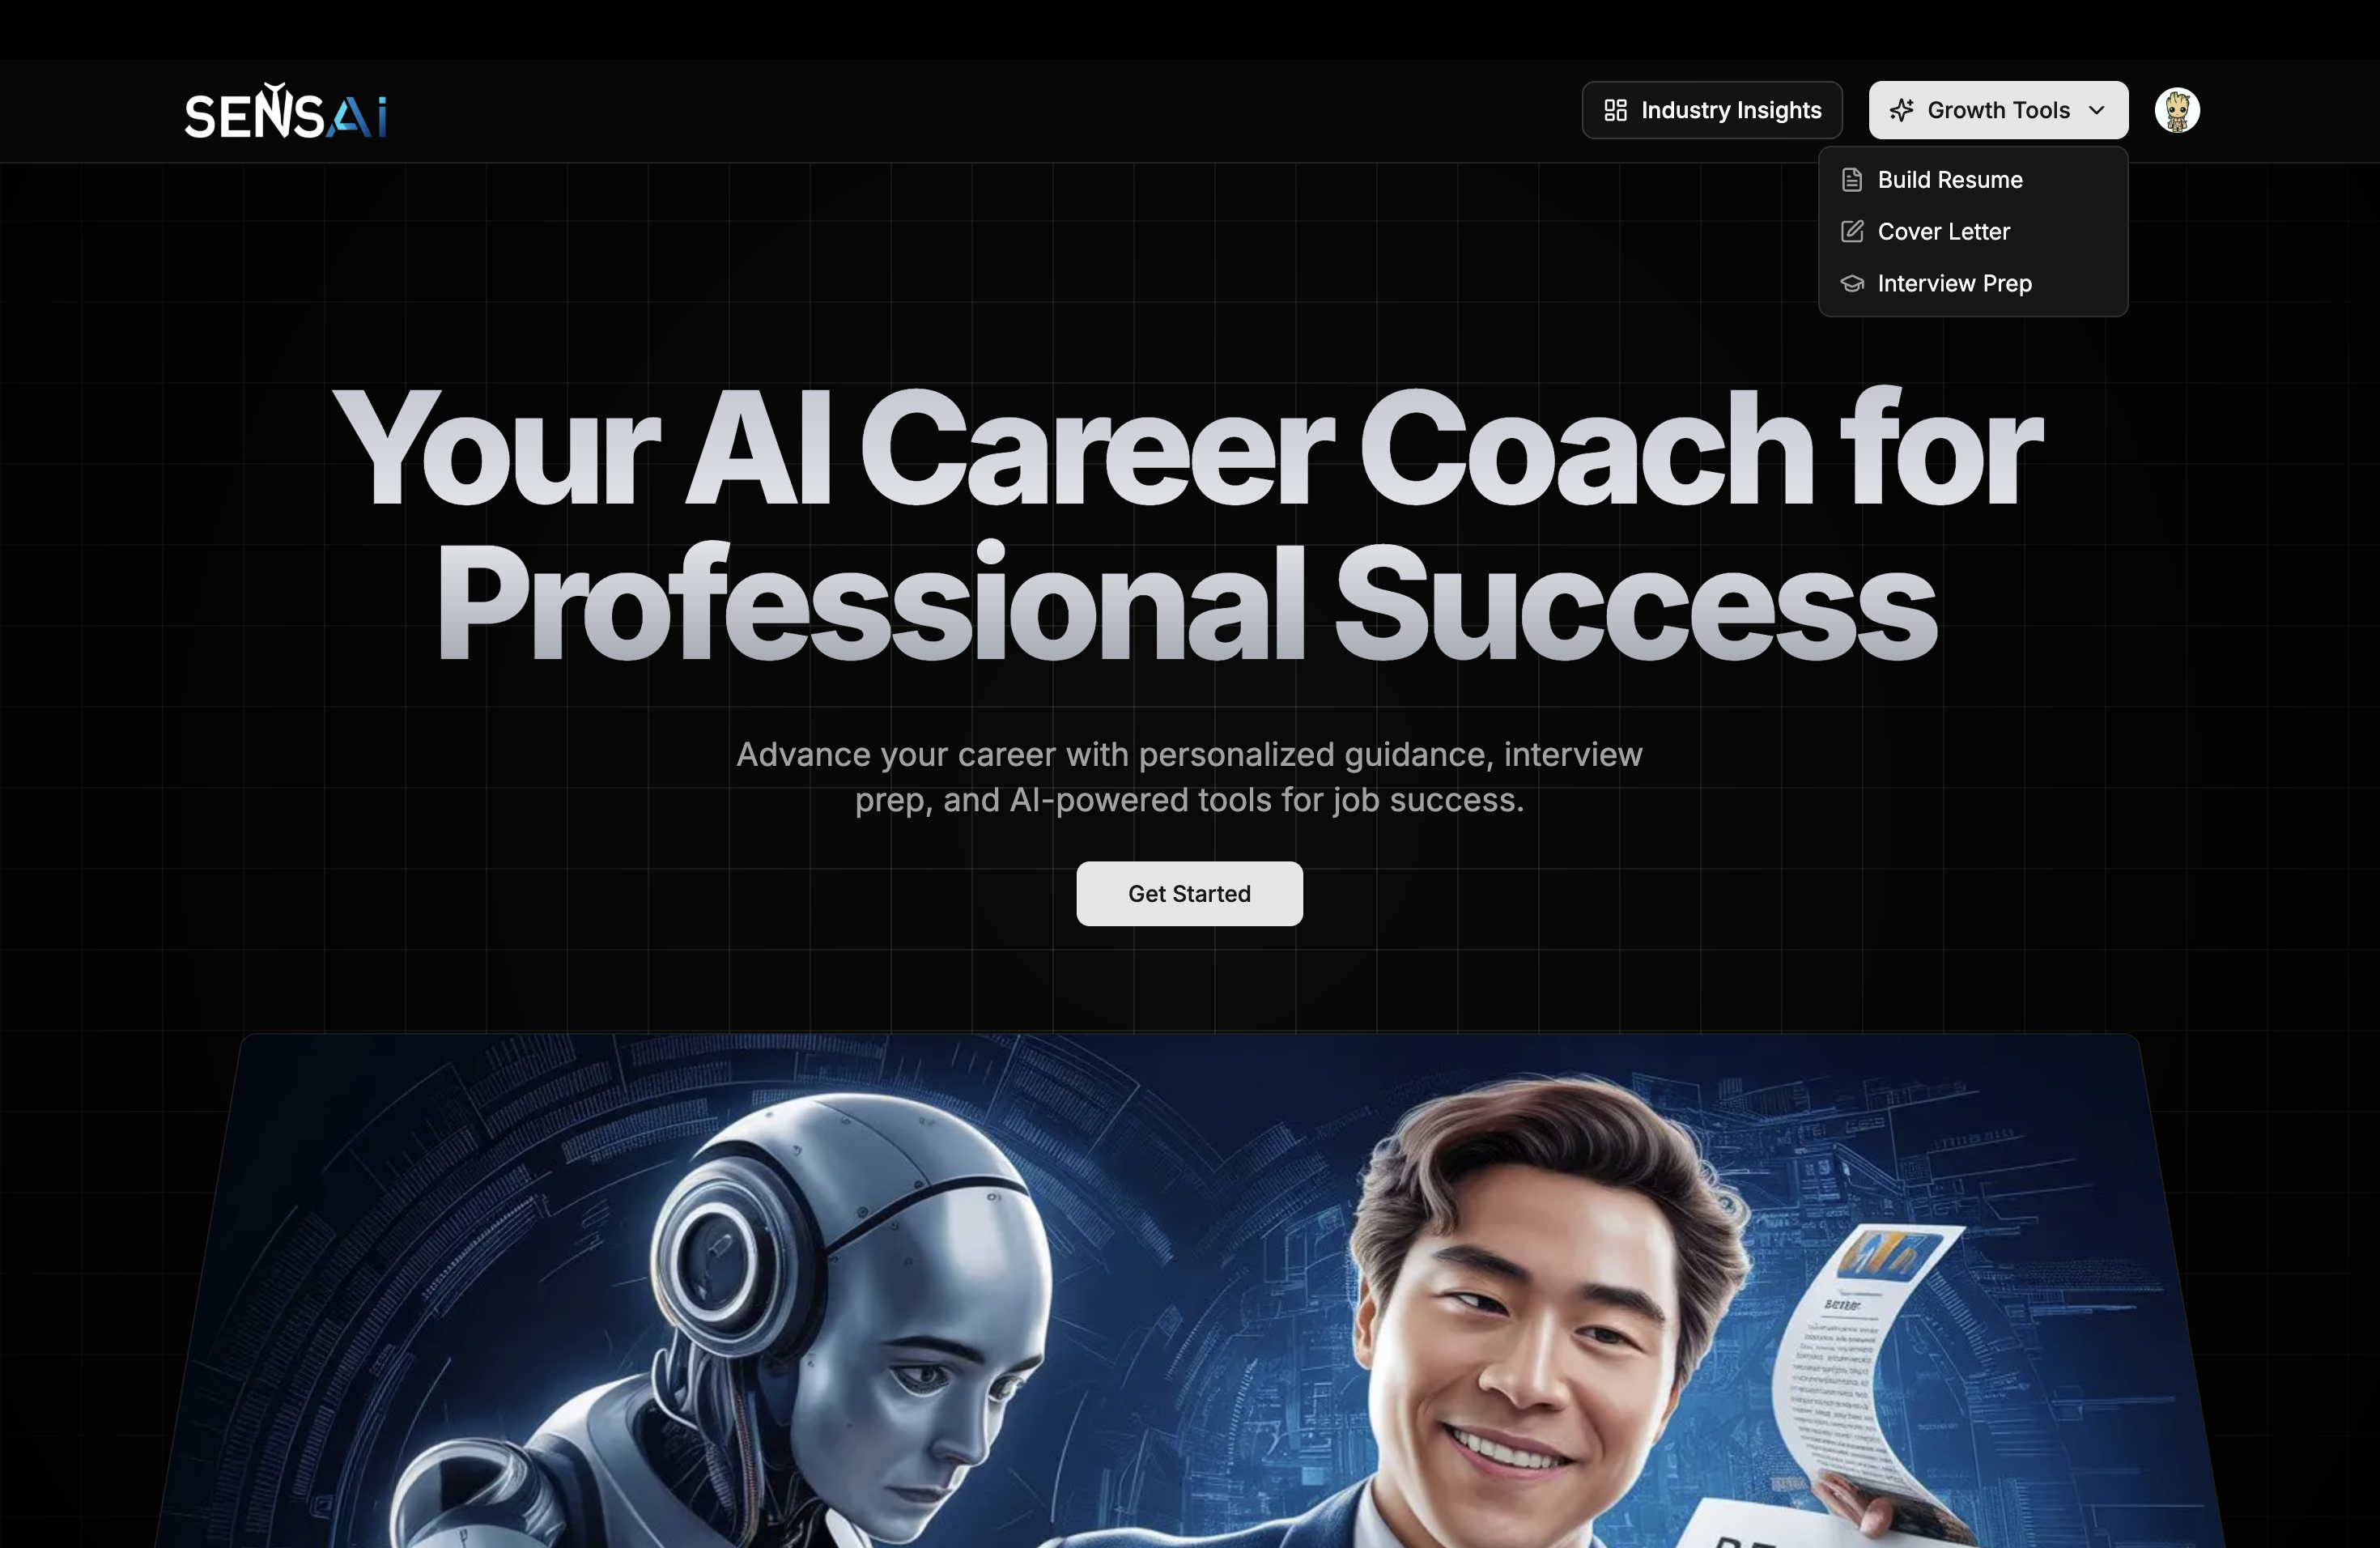 SENSAi
Industry Insights
Growth Tools
Build Resume
Cover Letter
Interview Prep
Your AI Career Coach for
Professional Success
Advance your career with personalized guidance, interview
prep, and AI-powered tools for job success.
Get Started